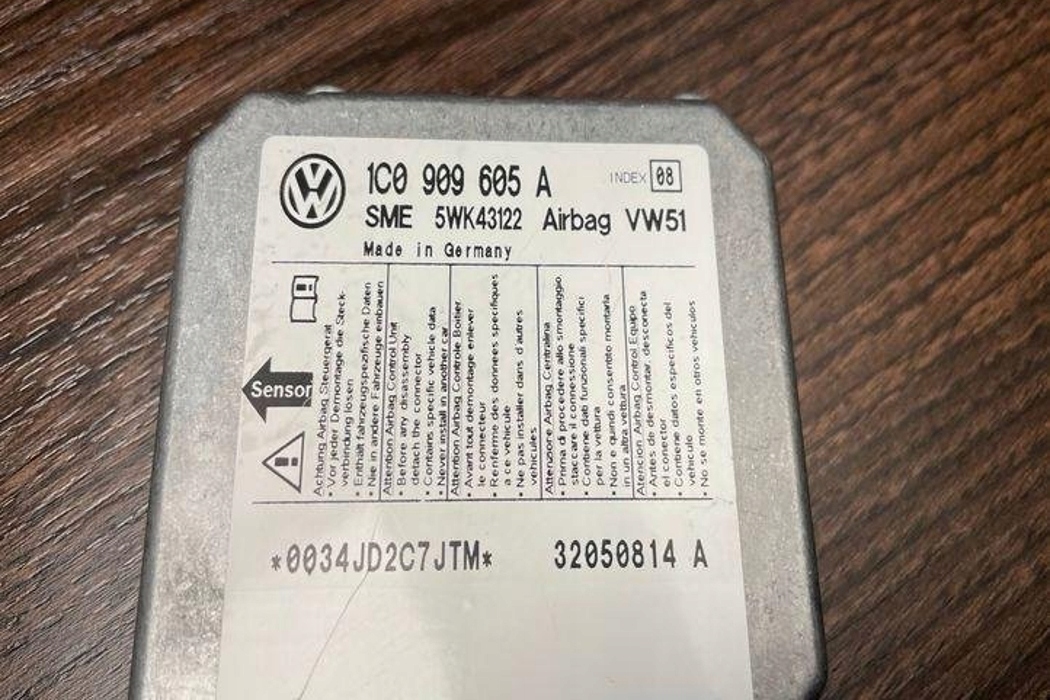 1C0 909 605 A
INDEX 08
SME 5WK43122 Airbag VW51
Made in Germany
Sensor
Achtung Airbag Steuergerät
• Vor jeder Demontage die Steck-
verbindung lösen
• Enthält fahrzeugspezifische Daten
• Nie in andere Fahrzeuge einbauen
Attention Airbag Control Unit
• Before any disassembly
detach the connector
• Contains specific vehicle data
• Never install in another car
Attention Airbag Controle Boitier
• Avant tout demontage enlever
le connecteur
• Renferme des donnees specifiques
a ce vehicule
• Ne pas installer dans d'autres
vehicules
Attenzione Airbag Centralina
• Prima di procedere allo smontaggio,
staccare il connessione
• Contiene dab funzionali specifici
per la vettura
• Non e quindi consentito montarla
in un altra vettura
Atencion Airbag Control Equipo
• Antes de desmontar, desconecta
el conector
• Contiene datos especificos del
vehiculo
• No se monte en otros vehiculos
*0034JD2C7JTM*
32050814 A